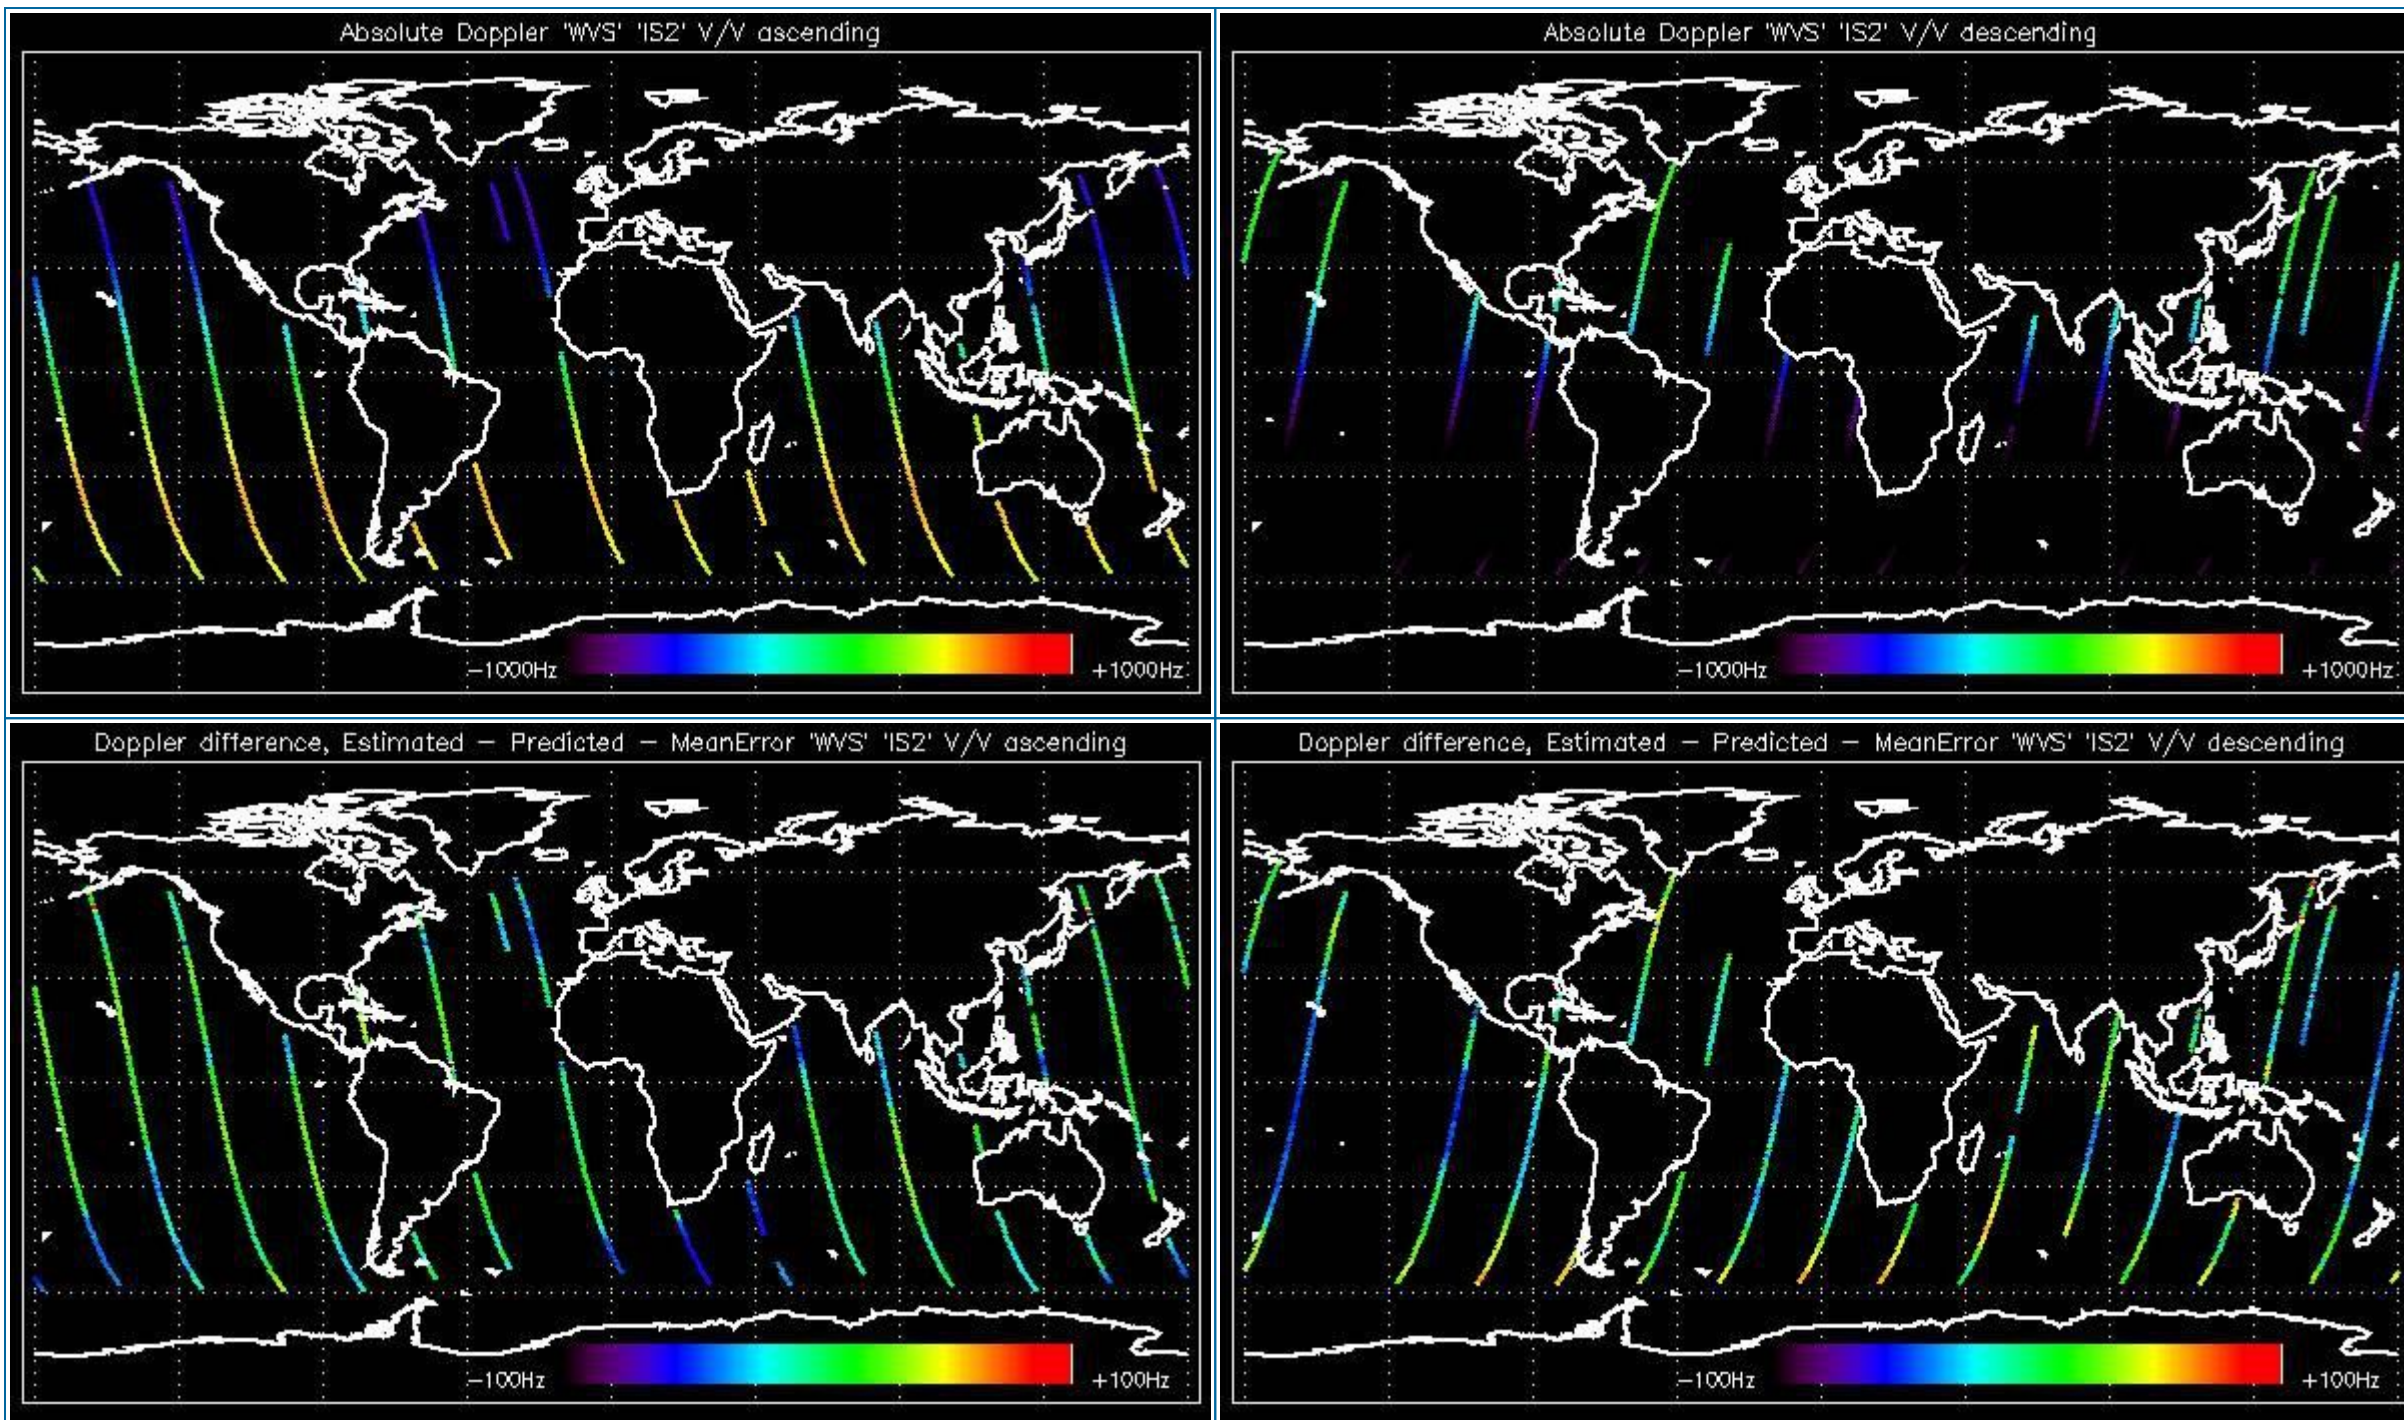 Absolute Doppler 'WVS' 'IS2' V/V ascending
-1000Hz
+1000Hz
Absolute Doppler 'WVS' 'IS2' V/V descending
-1000Hz
+1000Hz
Doppler difference, Estimated - Predicted - MeanError 'WVS' 'IS2' V/V ascending
-100Hz
+100Hz
Doppler difference, Estimated - Predicted - MeanError 'WVS' 'IS2' V/V descending
-100Hz
+100Hz